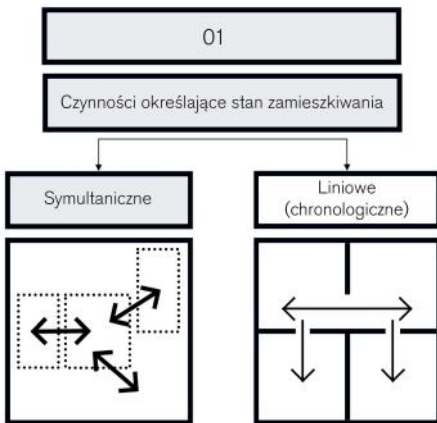 01
Czynności określające stan zamieszkiwania
Symultaniczne
Liniowe
(chronologiczne)